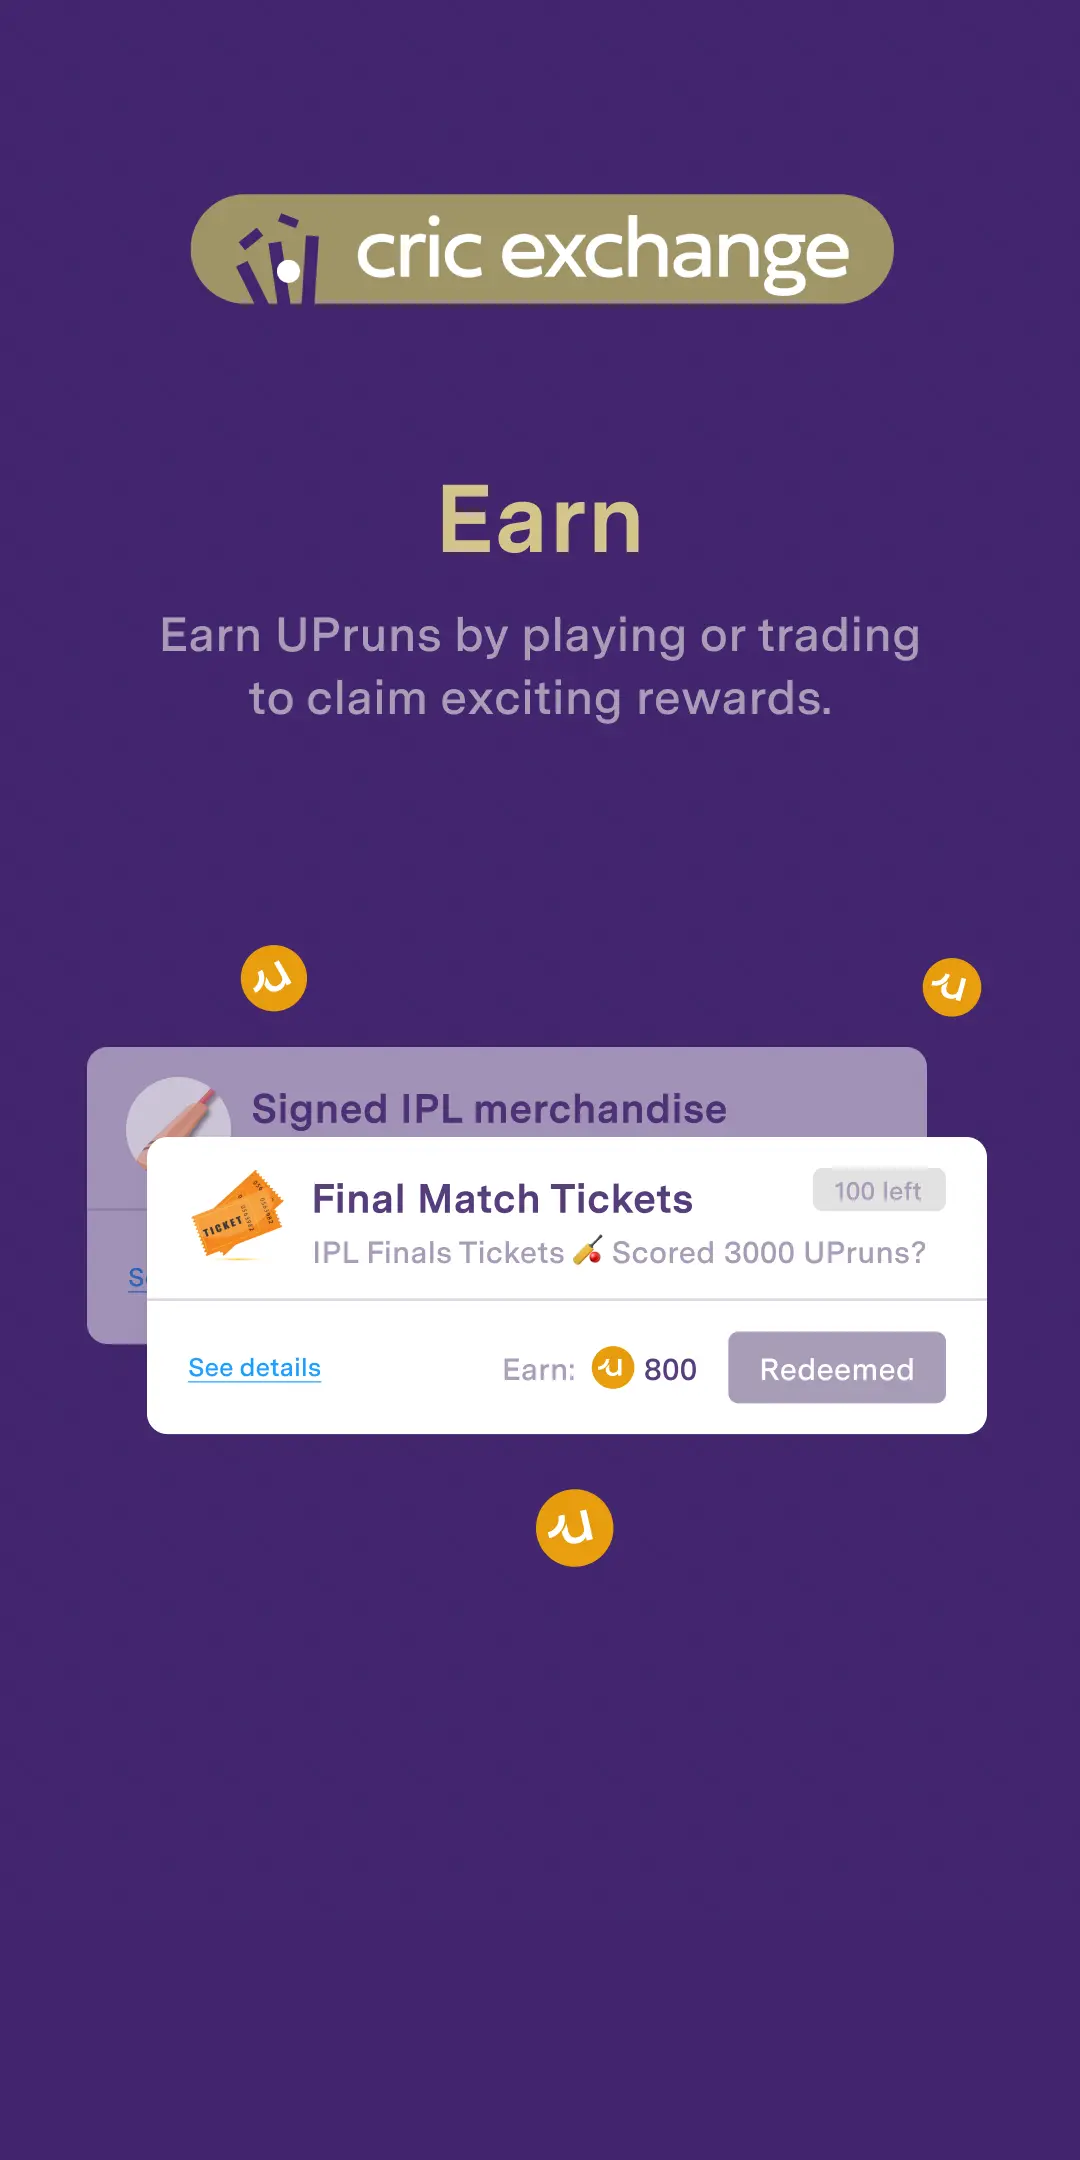 cric exchange
Earn
Earn UPruns by playing or trading
to claim exciting rewards.
Signed IPL merchandise
Final Match Tickets
100 left
TICKET
IPL Finals Tickets 🏏 Scored 3000 UPruns?
See details
Earn: 800
Redeemed